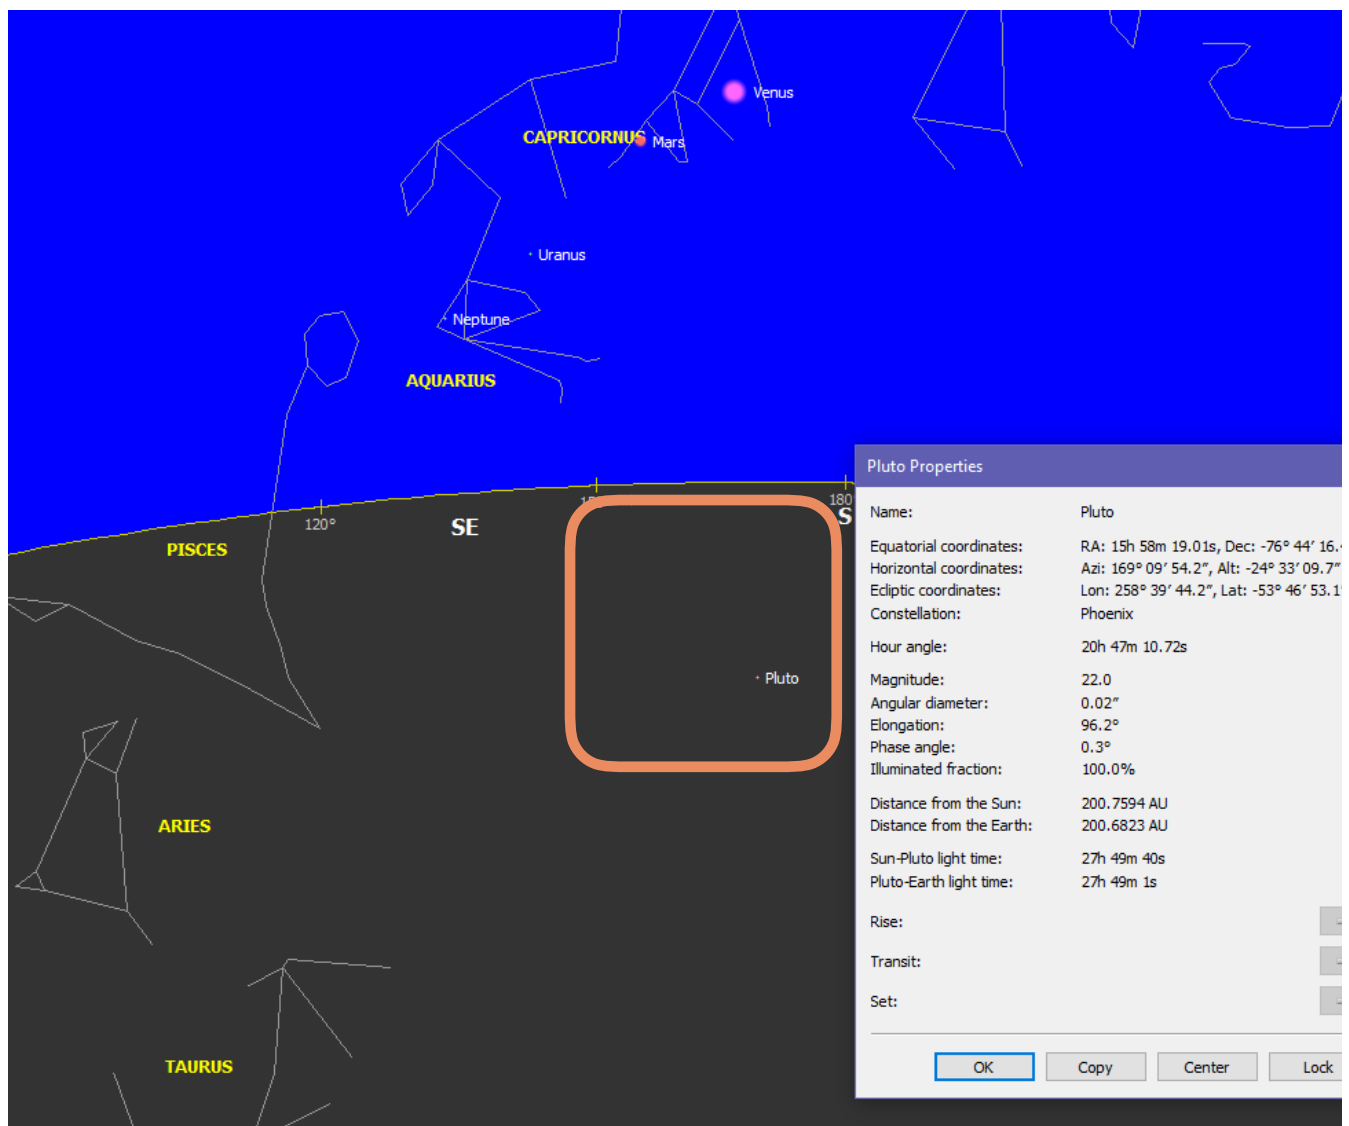 Venus
CAPRICORNUS
Mars
Uranus
Neptune
AQUARIUS
120°
180
SE
S
PISCES
Pluto
ARIES
TAURUS
Pluto Properties
Name: Pluto
Equatorial coordinates: RA: 15h 58m 19.01s, Dec: -76° 44′ 16.
Horizontal coordinates: Azi: 169° 09′ 54.2″, Alt: -24° 33′ 09.7″
Ecliptic coordinates: Lon: 258° 39′ 44.2″, Lat: -53° 46′ 53.1
Constellation: Phoenix
Hour angle: 20h 47m 10.72s
Magnitude: 22.0
Angular diameter: 0.02″
Elongation: 96.2°
Phase angle: 0.3°
Illuminated fraction: 100.0%
Distance from the Sun: 200.7594 AU
Distance from the Earth: 200.6823 AU
Sun-Pluto light time: 27h 49m 40s
Pluto-Earth light time: 27h 49m 1s
Rise:
Transit:
Set:
OK Copy Center Lock